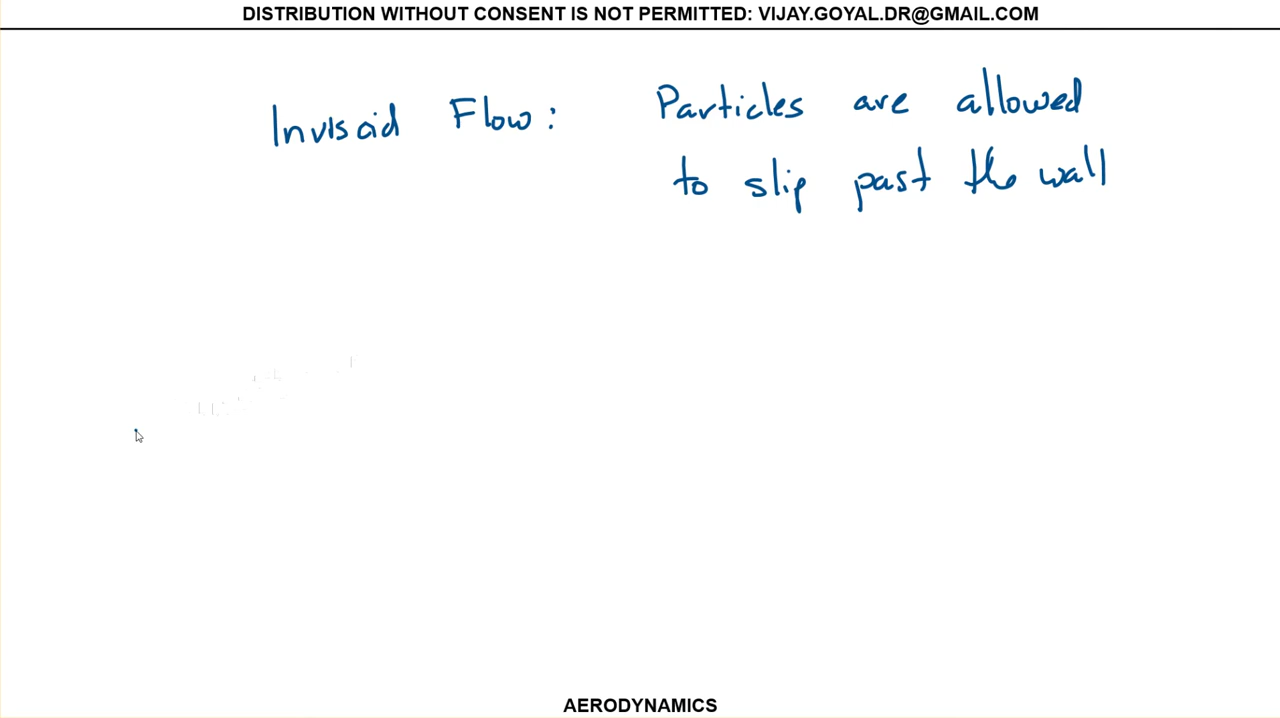 DISTRIBUTION WITHOUT CONSENT IS NOT PERMITTED: VIJAY.GOYAL.DR@GMAIL.COM
Inviscid Flow: Particles are allowed
to slip past the wall
AERODYNAMICS